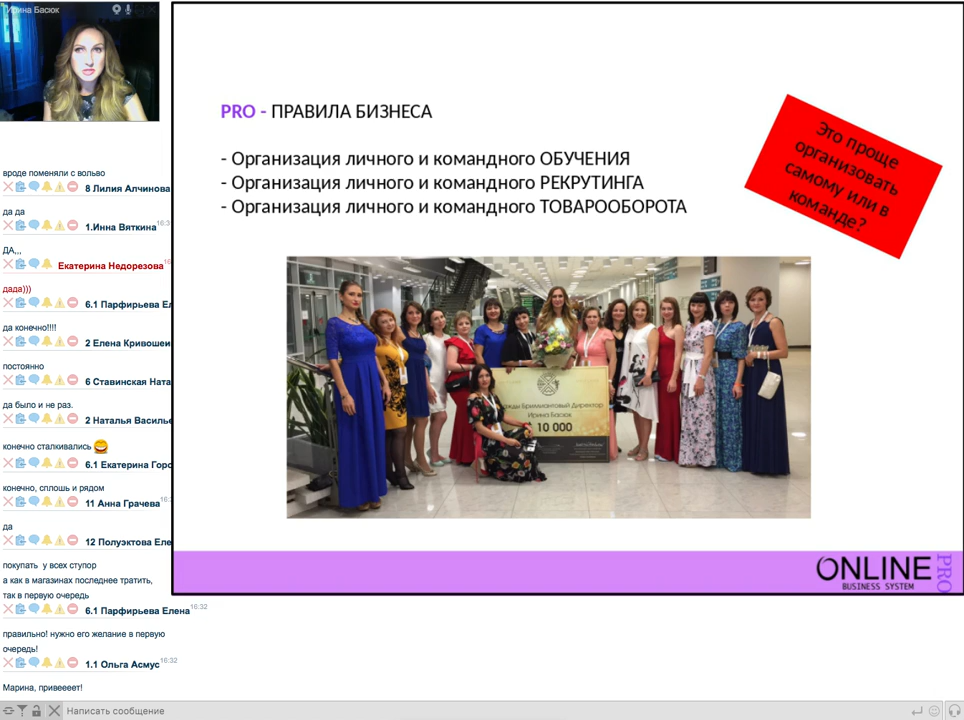 Ирина Басюк
вроде поменяли с вольво
8 Лилия Алчинова
да да
1.Инна Вяткина 16:3
ДА,,,
Екатерина Недорезова 16
дада)))
6.1 Парфирьева Ел
да конечно!!!!
2 Елена Кривошеи
постоянно
6 Ставинская Ната
да было и не раз.
2 Наталья Василье
конечно сталкивались
6.1 Екатерина Горо
конечно, сплошь и рядом
11 Анна Грачева 16:
да
12 Полуэктова Еле
покупать у всех ступор
а как в магазинах последнее тратить,
так в первую очередь
6.1 Парфирьева Елена 16:32
правильно! нужно его желание в первую
очередь!
1.1 Ольга Асмус 16:32
Марина, привеееет!
Написать сообщение
PRO - ПРАВИЛА БИЗНЕСА
- Организация личного и командного ОБУЧЕНИЯ
- Организация личного и командного РЕКРУТИНГА
- Организация личного и командного ТОВАРООБОРОТА
Это проще
организовать
самому или в
команде?
Бриллиантовый Директор
Ирина Басюк
10 000
ONLINE
BUSINESS SYSTEM
PRO